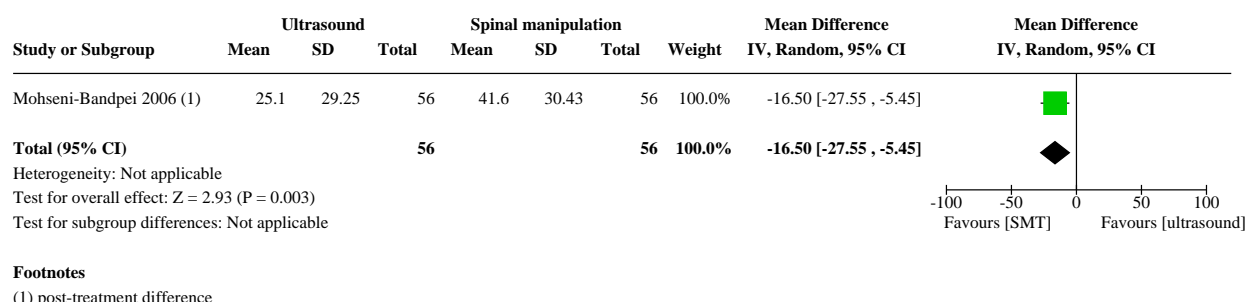 Ultrasound Spinal manipulation Mean Difference Mean Difference
Study or Subgroup Mean SD Total Mean SD Total Weight IV, Random, 95% CI IV, Random, 95% CI
Mohseni-Bandpei 2006 (1) 25.1 29.25 56 41.6 30.43 56 100.0% -16.50 [-27.55 , -5.45]
Total (95% CI) 56 56 100.0% -16.50 [-27.55 , -5.45]
Heterogeneity: Not applicable
Test for overall effect: Z = 2.93 (P = 0.003)
-100 -50 0 50 100
Test for subgroup differences: Not applicable Favours [SMT] Favours [ultrasound]
Footnotes
(1) post-treatment difference